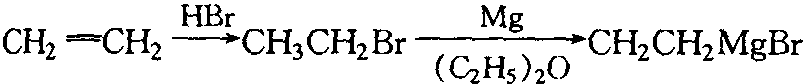 CH₂=CH₂ —HBr→ CH₃CH₂Br —Mg / (C₂H₅)₂O→ CH₂CH₂MgBr